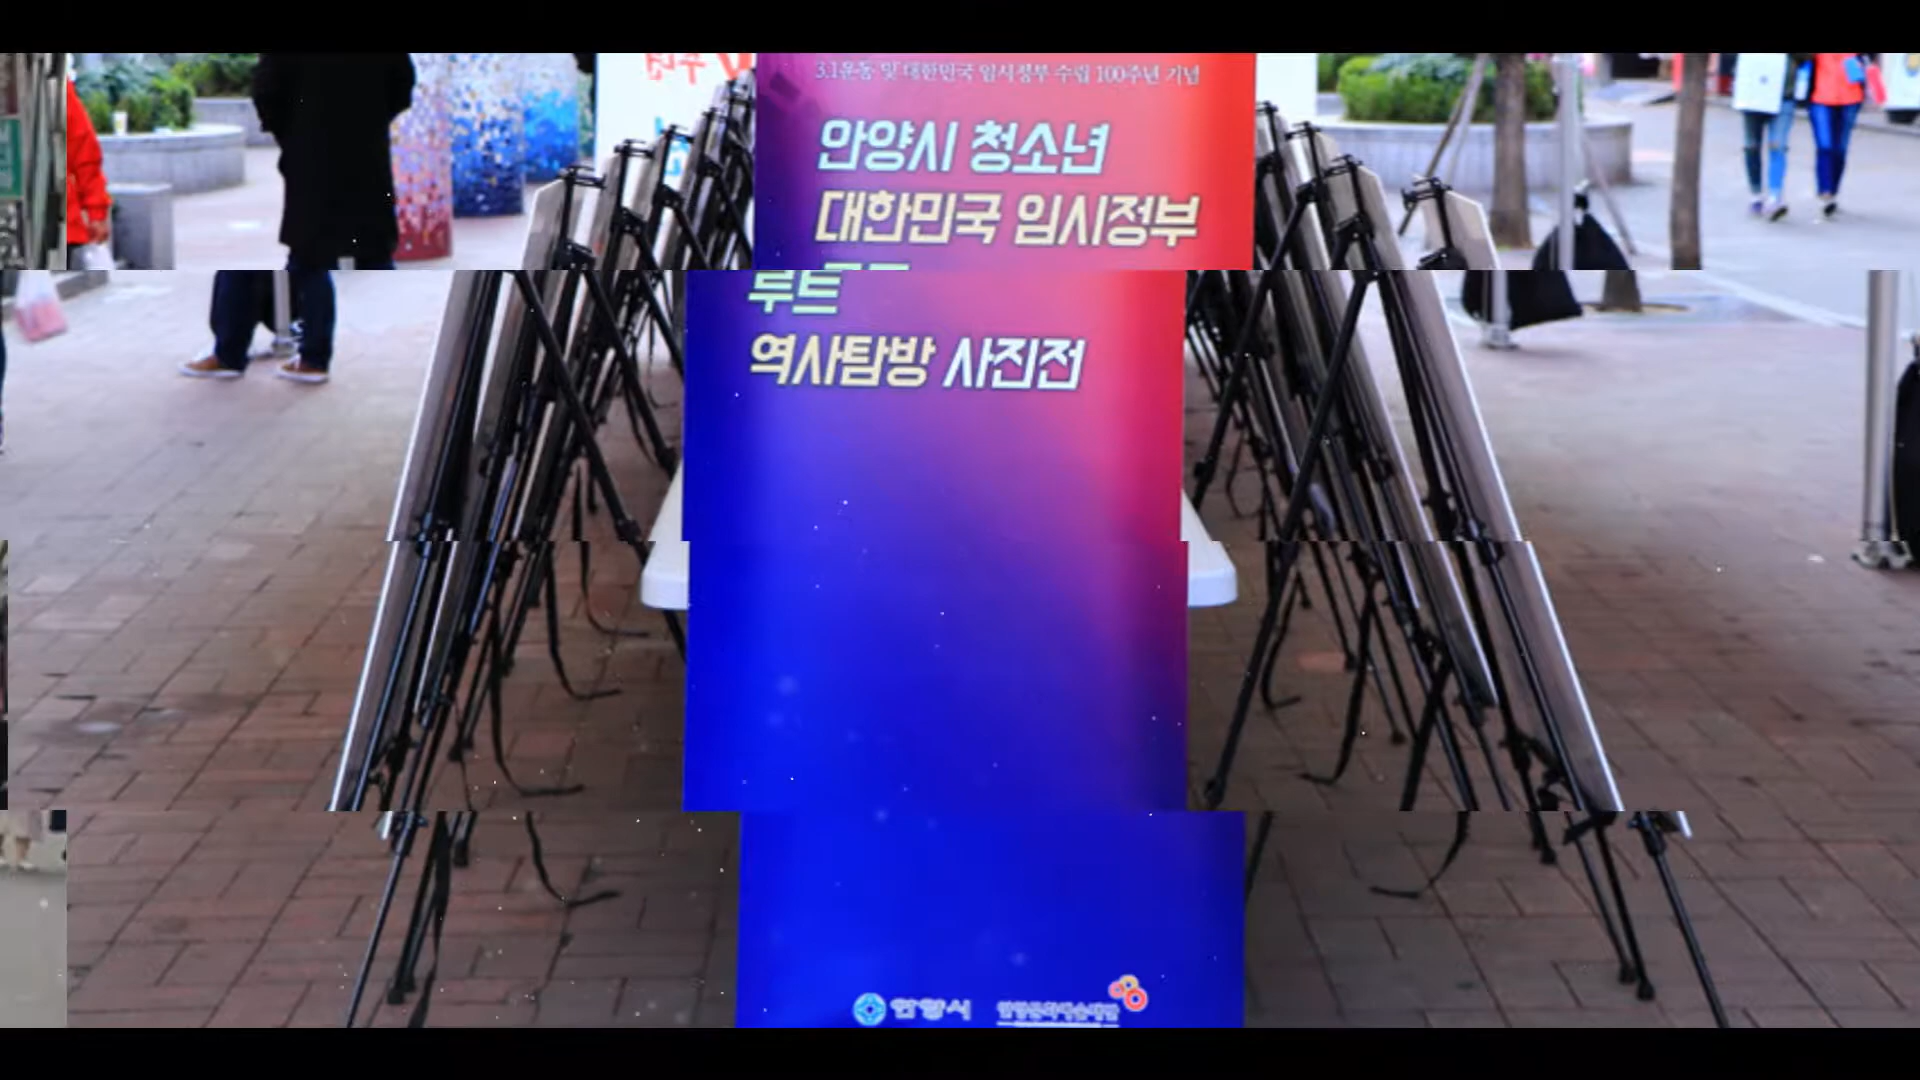 3.1운동 및 대한민국 임시정부 수립 100주년 기념
안양시 청소년
대한민국 임시정부
루트
역사탐방 사진전
안양시